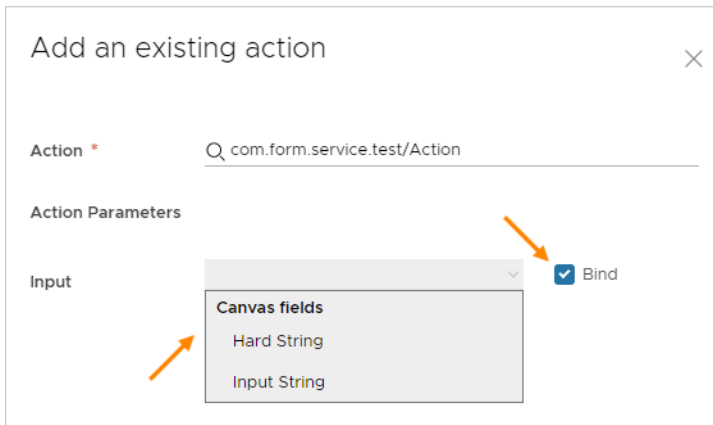 Add an existing action
Action *
com.form.service.test/Action
Action Parameters
Input
Bind
Canvas fields
Hard String
Input String